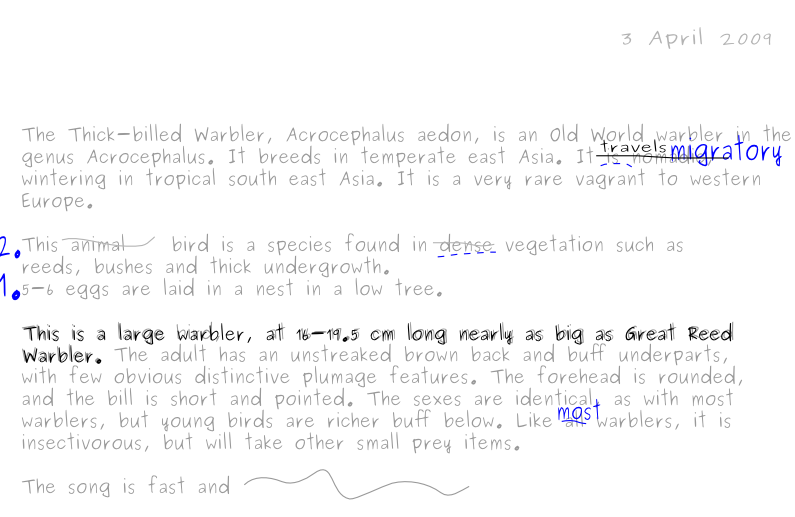 3 April 2009
The Thick-billed Warbler, Acrocephalus aedon, is an Old World warbler in the
genus Acrocephalus. It breeds in temperate east Asia. It travels migratory
wintering in tropical south east Asia. It is a very rare vagrant to western
Europe.
2. This animal bird is a species found in dense vegetation such as
reeds, bushes and thick undergrowth.
1. 5-6 eggs are laid in a nest in a low tree.
This is a large warbler, at 16-19.5 cm long nearly as big as Great Reed
Warbler. The adult has an unstreaked brown back and buff underparts,
with few obvious distinctive plumage features. The forehead is rounded,
and the bill is short and pointed. The sexes are identical, as with most
warblers, but young birds are richer buff below. Like most warblers, it is
insectivorous, but will take other small prey items.
The song is fast and